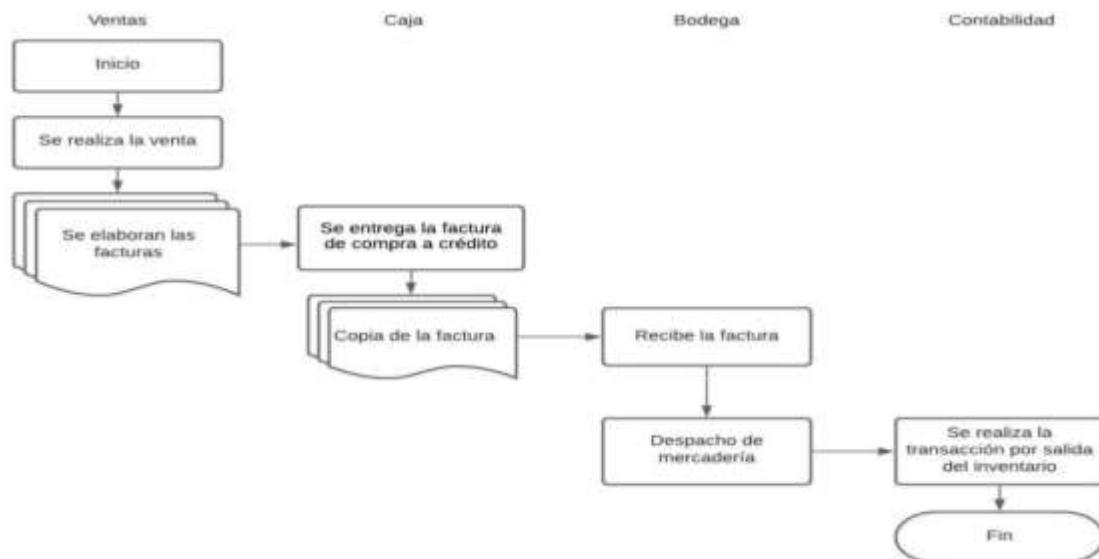 Ventas
Caja
Bodega
Contabilidad
Inicio
Se realiza la venta
Se elaboran las
facturas
Se entrega la factura
de compra a crédito
Copia de la factura
Recibe la factura
Despacho de
mercadería
Se realiza la
transacción por salida
del inventario
Fin